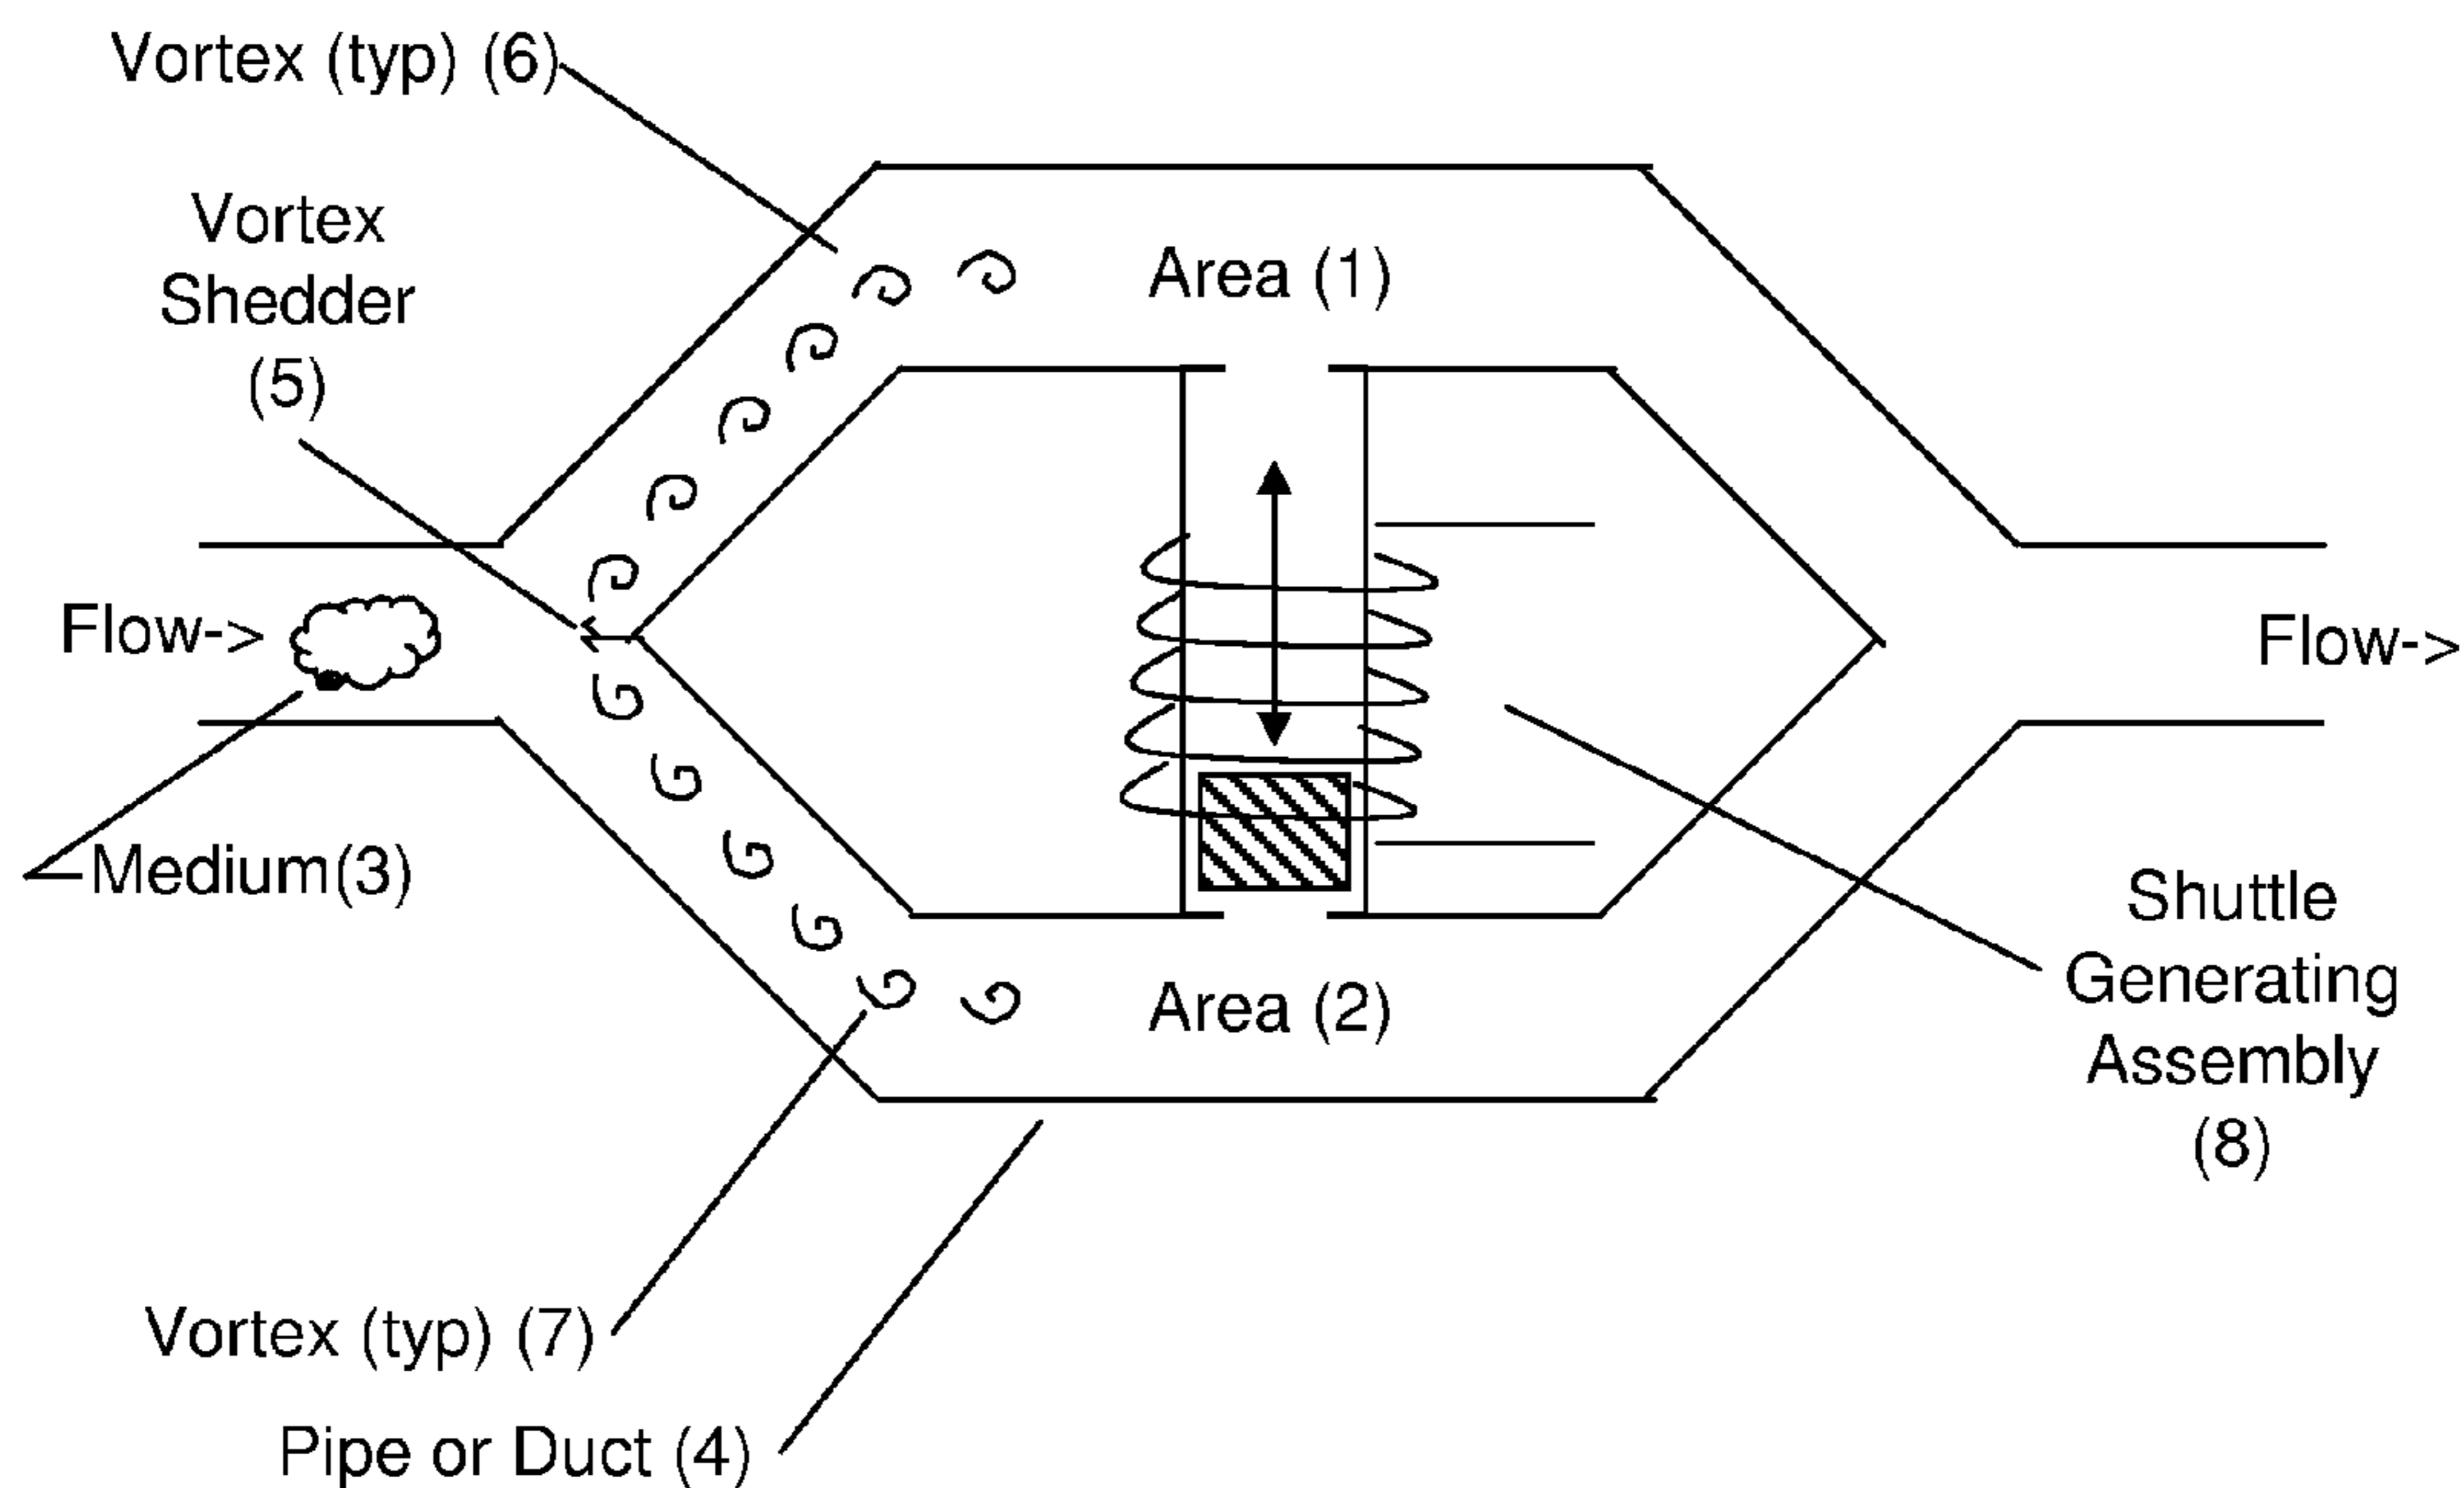 Vortex (typ) (6)
Vortex
Shedder
(5)
Area (1)
Flow->
Flow->
Medium(3)
Shuttle
Generating
Assembly
(8)
Area (2)
Vortex (typ) (7)
Pipe or Duct (4)